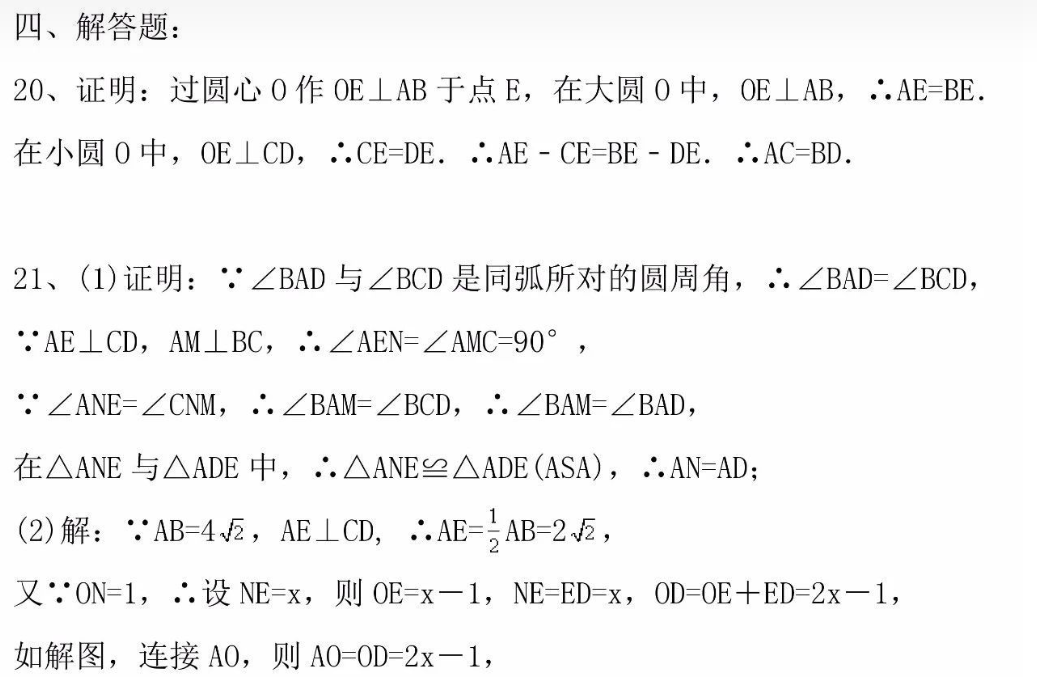 四、解答题：
20、证明：过圆心 O 作 OE⊥AB 于点 E，在大圆 O 中，OE⊥AB，∴AE=BE．
在小圆 O 中，OE⊥CD，∴CE=DE．∴AE﹣CE=BE﹣DE．∴AC=BD．
21、(1)证明：∵∠BAD 与∠BCD 是同弧所对的圆周角，∴∠BAD=∠BCD，
∵AE⊥CD，AM⊥BC，∴∠AEN=∠AMC=90°，
∵∠ANE=∠CNM，∴∠BAM=∠BCD，∴∠BAM=∠BAD，
在△ANE 与△ADE 中，∴△ANE≌△ADE(ASA)，∴AN=AD；
(2)解：∵AB=4√2，AE⊥CD，∴AE=1/2AB=2√2，
又∵ON=1，∴设 NE=x，则 OE=x－1，NE=ED=x，OD=OE＋ED=2x－1，
如解图，连接 AO，则 AO=OD=2x－1，